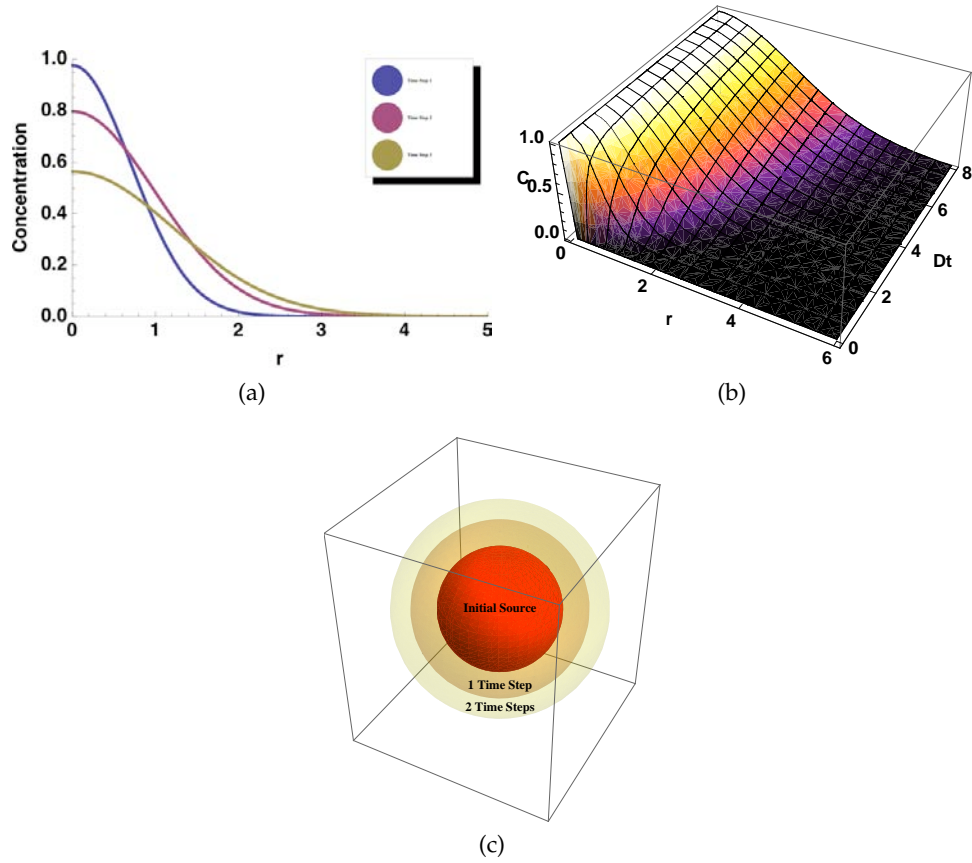 1.0
0.8
0.6
0.4
0.2
0.0
Concentration
0 1 2 3 4 5
r
Time Step 1
Time Step 2
Time Step 3
(a)
1.0
C
0.5
0.0
0
2
4
6
r
0
2
4
6
8
Dt
(b)
Initial Source
1 Time Step
2 Time Steps
(c)